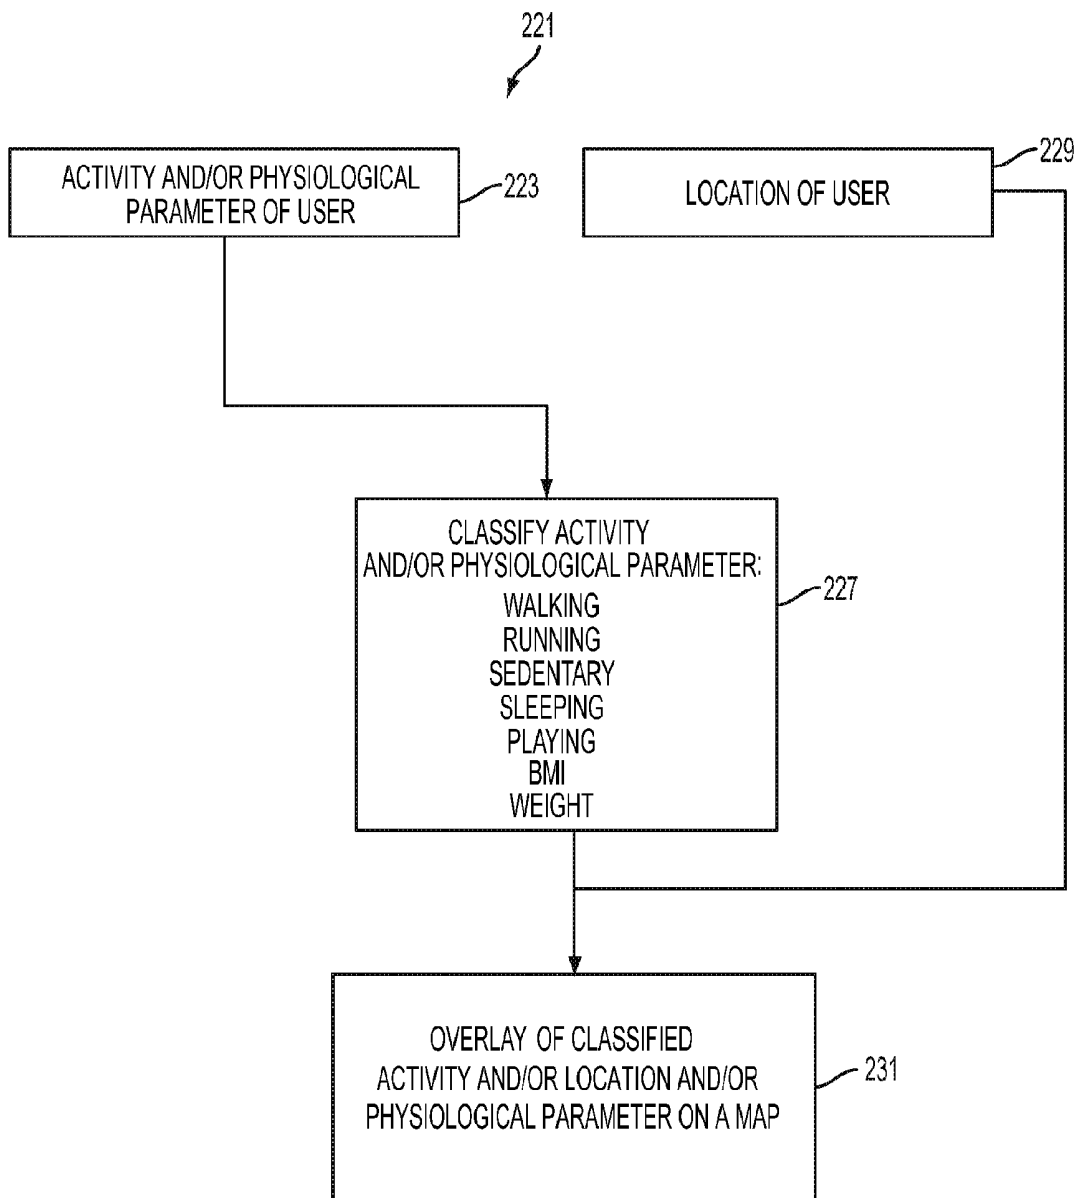 221
ACTIVITY AND/OR PHYSIOLOGICAL
PARAMETER OF USER
223
LOCATION OF USER
229
CLASSIFY ACTIVITY
AND/OR PHYSIOLOGICAL PARAMETER:
WALKING
RUNNING
SEDENTARY
SLEEPING
PLAYING
BMI
WEIGHT
227
OVERLAY OF CLASSIFIED
ACTIVITY AND/OR LOCATION AND/OR
PHYSIOLOGICAL PARAMETER ON A MAP
231